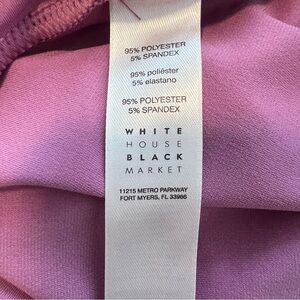 95% POLYESTER
5% SPANDEX
95% poliéster
5% elastano
95% POLYESTER
5% SPANDEX
WHITE
HOUSE
BLACK
MARKET
11215 METRO PARKWAY
FORT MYERS, FL 33966